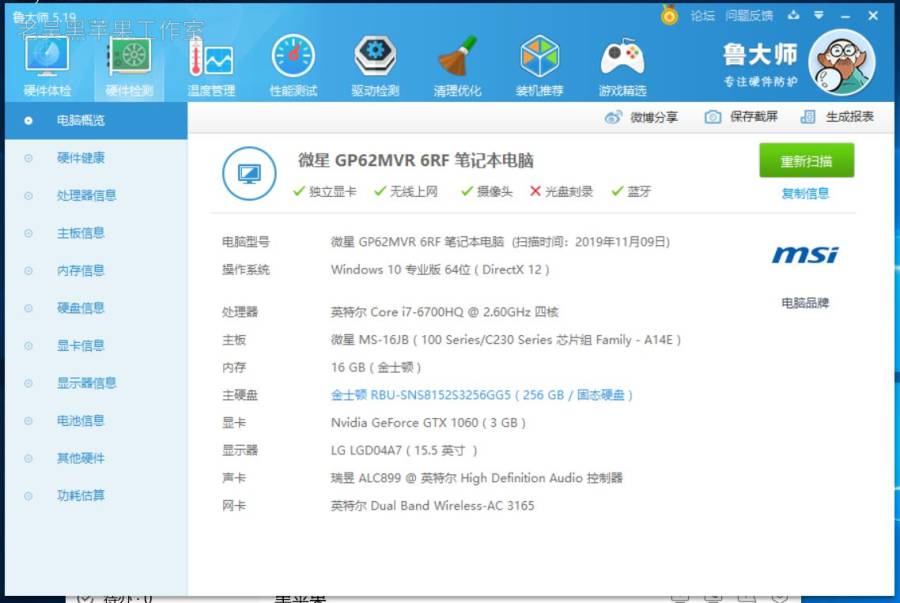 鲁大师 5.19
老吴黑苹果工作室
论坛 问题反馈
硬件体检 硬件检测 温度管理 性能测试 驱动检测 清理优化 装机推荐 游戏精选
鲁大师
专注硬件防护
微博分享 保存截屏 生成报表
电脑概览
硬件健康
处理器信息
主板信息
内存信息
硬盘信息
显卡信息
显示器信息
电池信息
其他硬件
功耗估算
微星 GP62MVR 6RF 笔记本电脑
独立显卡 无线上网 摄像头 光盘刻录 蓝牙
重新扫描
复制信息
电脑型号 微星 GP62MVR 6RF 笔记本电脑 (扫描时间：2019年11月09日)
操作系统 Windows 10 专业版 64位 ( DirectX 12 )
处理器 英特尔 Core i7-6700HQ @ 2.60GHz 四核
主板 微星 MS-16JB ( 100 Series/C230 Series 芯片组 Family - A14E )
内存 16 GB ( 金士顿 )
主硬盘 金士顿 RBU-SNS8152S3256GG5 ( 256 GB / 固态硬盘 )
显卡 Nvidia GeForce GTX 1060 ( 3 GB )
显示器 LG LGD04A7 ( 15.5 英寸 )
声卡 瑞昱 ALC899 @ 英特尔 High Definition Audio 控制器
网卡 英特尔 Dual Band Wireless-AC 3165
msi
电脑品牌
待办: 0
黑苹果